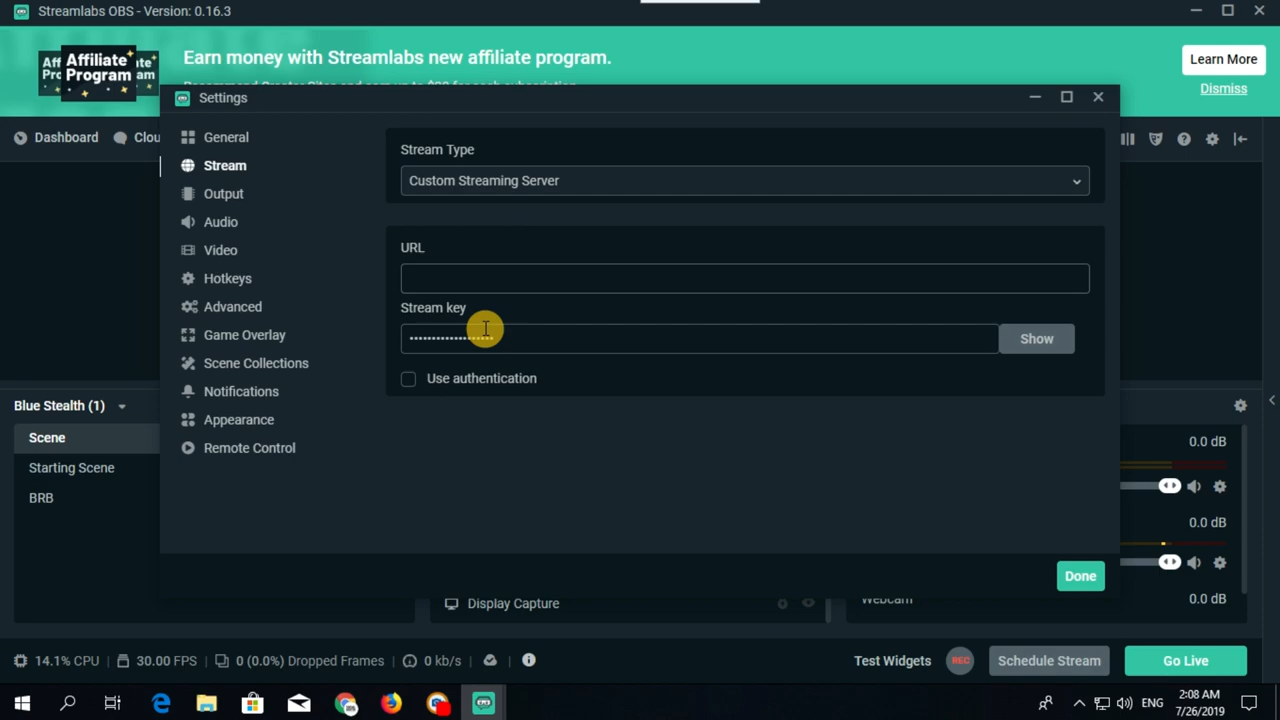 Streamlabs OBS - Version: 0.16.3
Affiliate Program
Earn money with Streamlabs new affiliate program.
Learn More
Dismiss
Settings
Dashboard
Clou
General
Stream
Output
Audio
Video
Hotkeys
Advanced
Game Overlay
Scene Collections
Notifications
Appearance
Remote Control
Stream Type
Custom Streaming Server
URL
Stream key
Show
Use authentication
Done
Blue Stealth (1)
Scene
Starting Scene
BRB
Display Capture
0.0 dB
0.0 dB
Webcam
0.0 dB
14.1% CPU
30.00 FPS
0 (0.0%) Dropped Frames
0 kb/s
Test Widgets
REC
Schedule Stream
Go Live
ENG
2:08 AM
7/26/2019